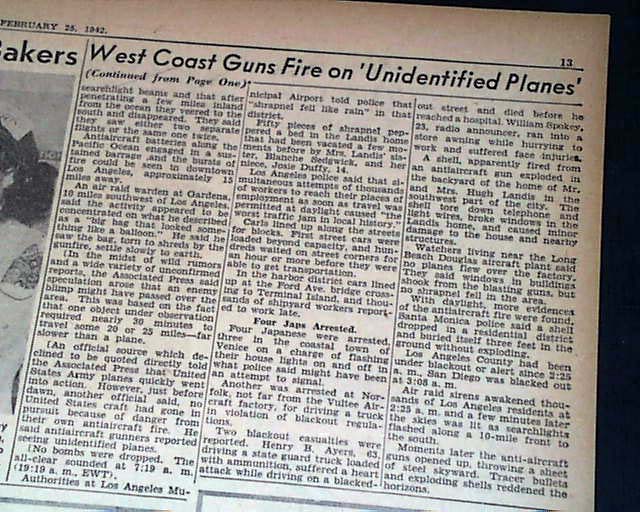 FEBRUARY 25, 1942.
13
akers
West Coast Guns Fire on 'Unidentified Planes'
(Continued from Page One)
searchlight beams and that after
penetrating a few miles inland
from the ocean they veered to the
south and disappeared. They said
they saw either two separate
flights or the same one twice.
Antiaircraft batteries along the
Pacific Ocean engaged in a sus-
tained barrage and the bursts of
fire could be seen in downtown
Los Angeles, approximately 15
miles away.
An air raid warden at Gardena,
10 miles southwest of Los Angeles,
said the activity appeared to be
concentrated on what he described
as a "big bag that looked some-
thing like a balloon." He said he
saw the bag, torn to shreds by the
gunfire, settle slowly to earth.
(In the midst of wild rumors
and a wide variety of unconfirmed
reports, the Associated Press said
speculation arose that an enemy
blimp might have passed over the
area. This was based on the fact
that one object under observation
required nearly 30 minutes to
travel some 20 or 25 miles—far
slower than a plane.
[An official source which de-
clined to be quoted directly told
the Associated Press that United
States Army planes quickly went
into action. However, just before
dawn, another official said, no
United States craft had gone in
pursuit because of danger from
their own antiaircraft fire. He
said antiaircraft gunners reported
seeing unidentified planes.
[No bombs were dropped. The
all-clear sounded at 7:19 a. m.
(19:19 a. m., EWT).
Authorities at Los Angeles Mu-
nicipal Airport told police that
"shrapnel fell like rain" in that
district.
Fifty pieces of shrapnel pep-
pered a bed in the Landis home
that had been vacated a few mo-
ments before by Mrs. Landis' sis-
ter, Blanche Sedgwick, and her
niece, Josie Duffy, 14.
Los Angeles police said that si-
multaneous attempts of thousands
of workers to reach their places of
employment as soon as travel was
permitted at daylight caused "the
worst traffic jam in local history."
Cars lined up along the street
for blocks. First street cars were
loaded beyond capacity, and hun-
dreds waited on street corners for
an hour or more before they were
able to get transportation.
In the harbor district cars lined
up at the Ford Ave. bridge cross-
ing to Terminal Island, and thou-
sands of shipyard workers report-
ed to work late.
Four Japs Arrested.
Four Japanese were arrested,
three in the coastal town of
Venice on a charge of flashing
their house lights on and off in
what police said might have been
an attempt to signal.
Another was arrested at Nor-
folk, not far from the Vultee Air-
craft factory, for driving a truck
in violation of blackout regula-
tions.
Two blackout casualties were
reported. Henry B. Ayers, 63,
driving a state guard truck loaded
with ammunition, suffered a heart
attack while driving on a blacked-
out street and died before he
reached a hospital. William Spokey,
23, radio announcer, ran into a
store awning while hurrying to
work and suffered face injuries.
A shell, apparently fired from
an antiaircraft gun exploded in
the backyard of the home of Mr.
and Mrs. Hugh Landis in the
southwest part of the city. The
shell tore down telephone and
light wires, broke windows in the
Landis home, and caused minor
damage to the house and nearby
structures.
Watchers living near the Long
Beach Douglas aircraft plant said
no planes flew over the factory.
They said windows in buildings
shook from the blasting guns, but
no shrapnel fell in the area.
With daylight, more evidences
of the antiaircraft fire were found.
Santa Monica police said a shell
dropped in a residential district
and buried itself three feet in the
ground without exploding.
Los Angeles County had been
under blackout or alert since 2:25
a. m. San Diego was blacked out
at 3:08 a. m.
Air raid sirens awakened thou-
sands of Los Angeles residents at
2:25 a. m. and a few minutes later
the skies was lit as searchlights
flashed along a 10-mile front to
the south.
Moments later the anti-aircraft
guns opened up, throwing a sheet
of steel skyward. Tracer bullets
and exploding shells reddened the
horizons.